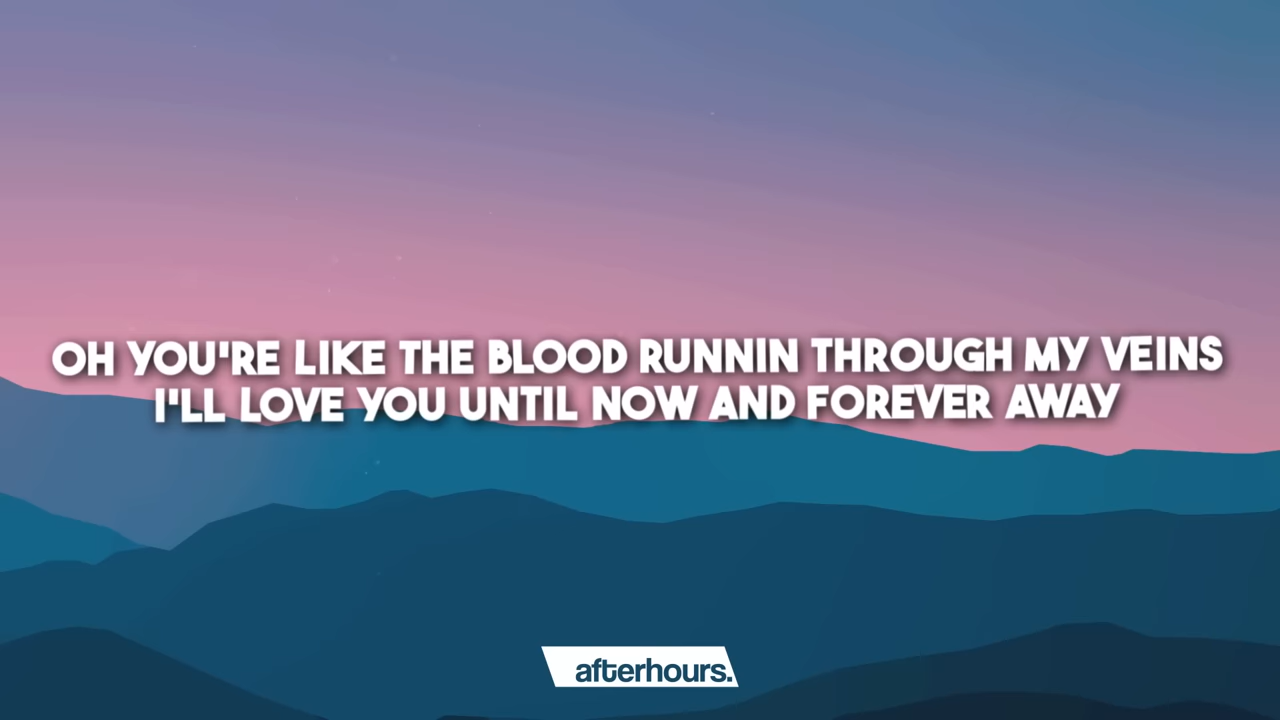 OH YOU'RE LIKE THE BLOOD RUNNIN THROUGH MY VEINS
I'LL LOVE YOU UNTIL NOW AND FOREVER AWAY
afterhours.